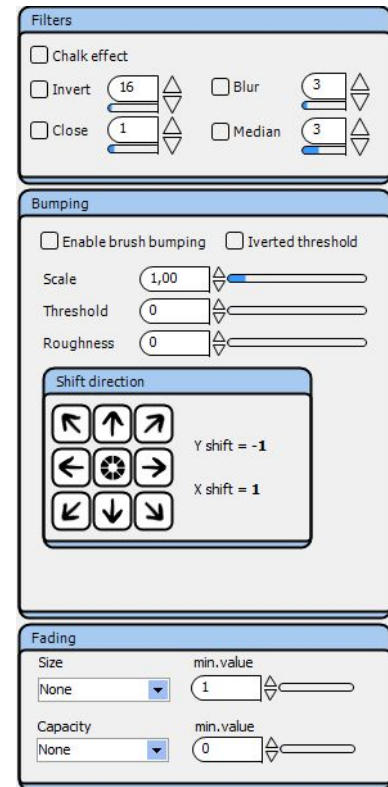 Filters
Chalk effect
Invert 16 Blur 3
Close 1 Median 3
Bumping
Enable brush bumping Iverted threshold
Scale 1,00
Threshold 0
Roughness 0
Shift direction
Y shift = -1
X shift = 1
Fading
Size min.value
None 1
Capacity min.value
None 0